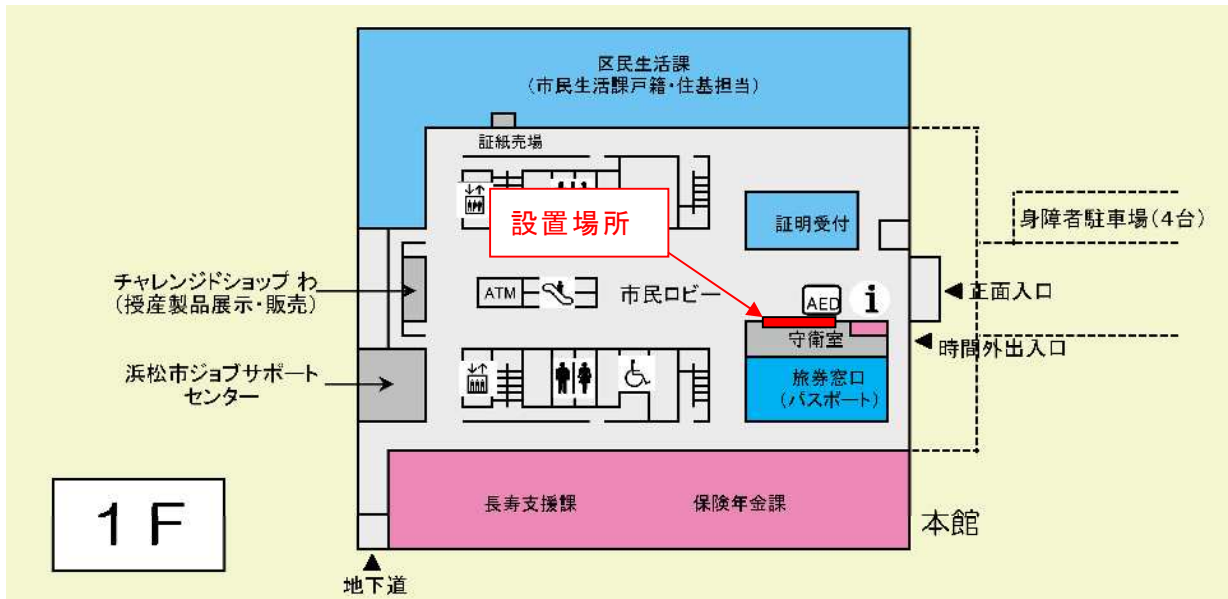 区民生活課
(市民生活課戸籍・住基担当)
証紙売場
設置場所
証明受付
身障者駐車場(4台)
チャレンジドショップ わ
(授産製品展示・販売)
ATM
市民ロビー
AED
i
正面入口
守衛室
時間外出入口
浜松市ジョブサポート
センター
旅券窓口
(パスポート)
長寿支援課
保険年金課
1F
本館
地下道